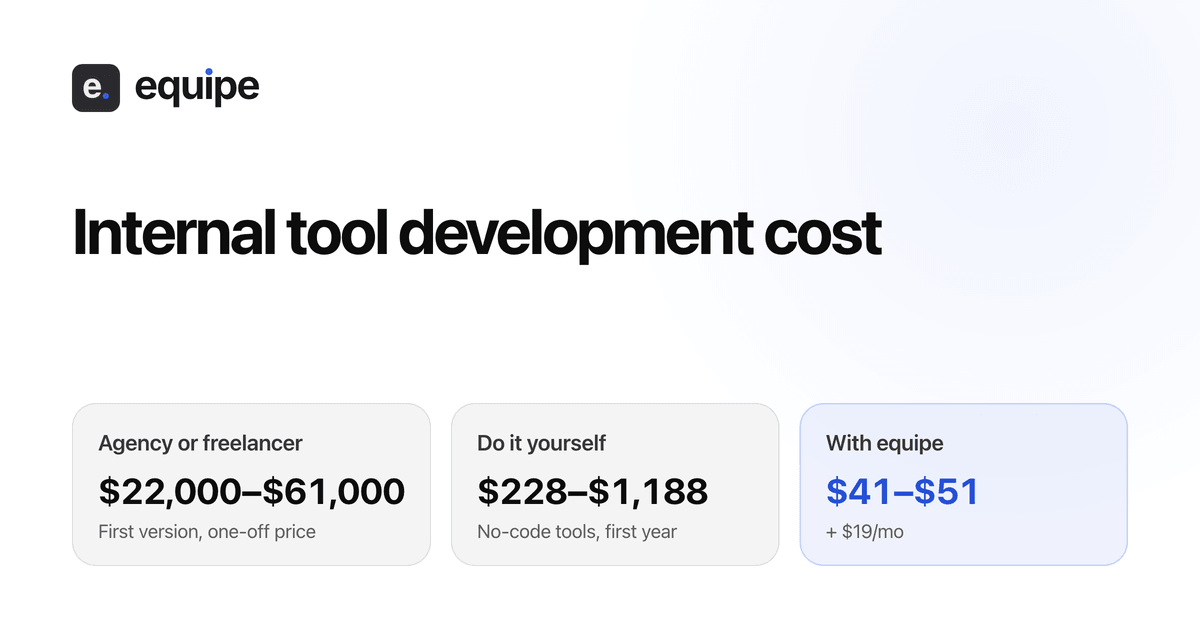 e.
equipe
Internal tool development cost
Agency or freelancer
$22,000–$61,000
First version, one-off price
Do it yourself
$228–$1,188
No-code tools, first year
With equipe
$41–$51
+ $19/mo